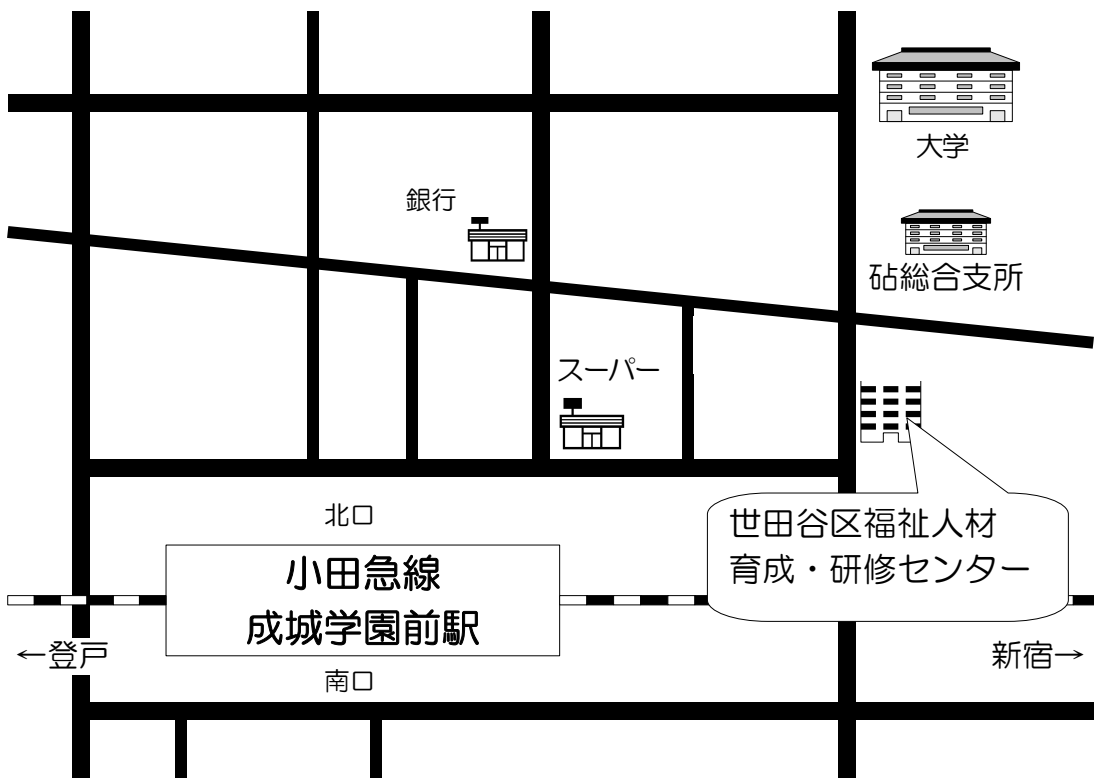 大学
銀行
砧総合支所
スーパー
北口
世田谷区福祉人材
育成・研修センター
小田急線
成城学園前駅
←登戸
新宿→
南口